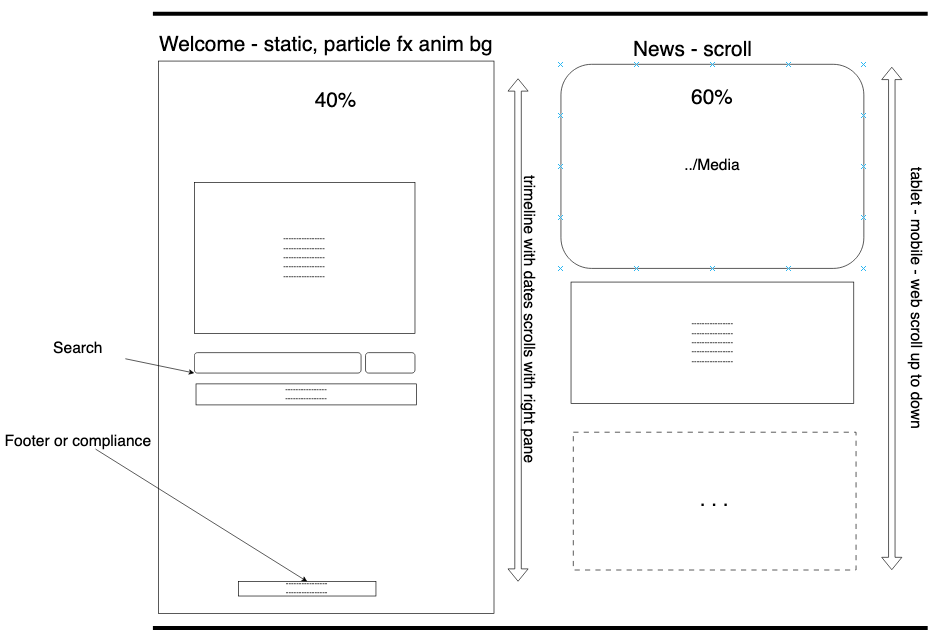 Welcome - static, particle fx anim bg
News - scroll
40%
60%
../Media
trimeline with dates scrolls with right pane
tablet - mobile - web scroll up to down
Search
Footer or compliance
. . .